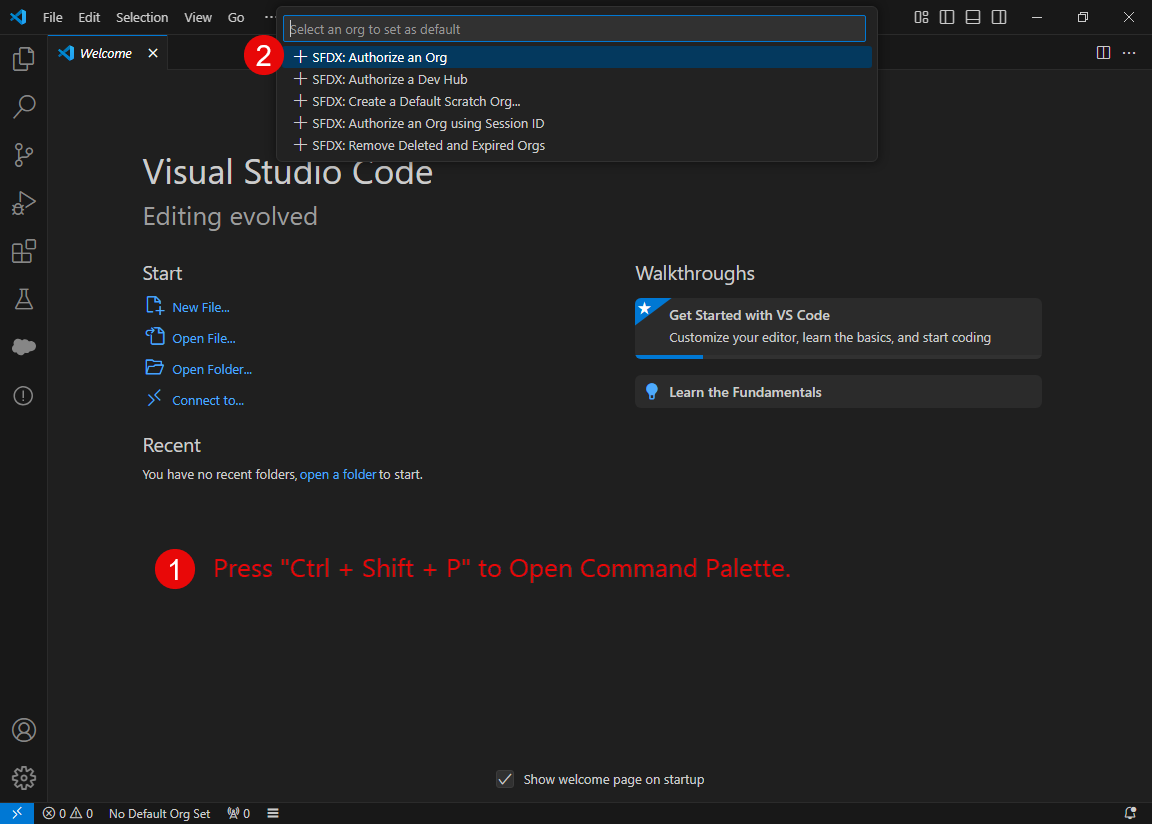 File Edit Selection View Go ...
Select an org to set as default
Welcome
2
SFDX: Authorize an Org
SFDX: Authorize a Dev Hub
SFDX: Create a Default Scratch Org...
SFDX: Authorize an Org using Session ID
SFDX: Remove Deleted and Expired Orgs
Visual Studio Code
Editing evolved
Start
New File...
Open File...
Open Folder...
Connect to...
Walkthroughs
Get Started with VS Code
Customize your editor, learn the basics, and start coding
Learn the Fundamentals
Recent
You have no recent folders, open a folder to start.
1 Press "Ctrl + Shift + P" to Open Command Palette.
Show welcome page on startup
0 0 No Default Org Set 0